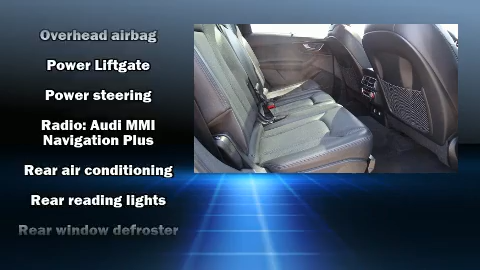 Overhead airbag
Power Liftgate
Power steering
Radio: Audi MMI
Navigation Plus
Rear air conditioning
Rear reading lights
Rear window defroster